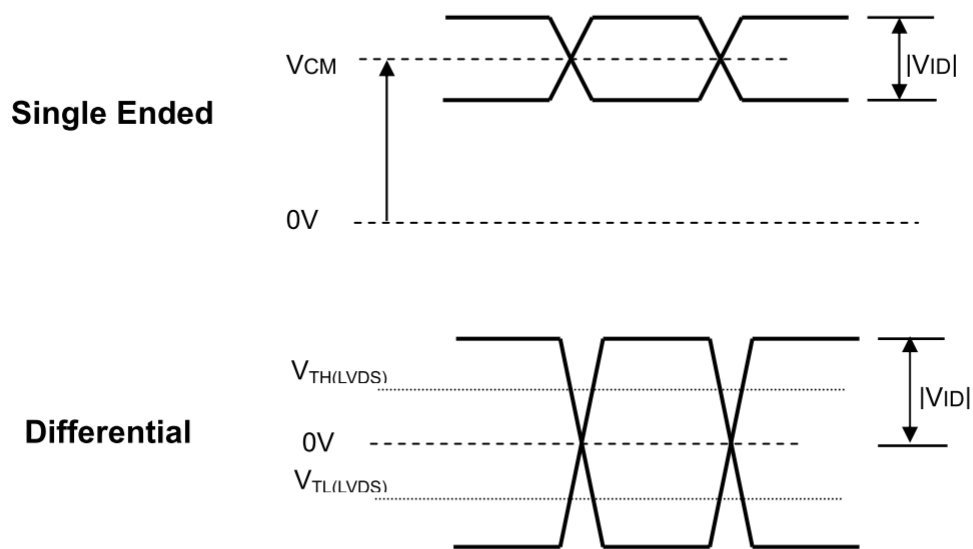 VCM
|VID|
Single Ended
0V
VTH(LVDS)
|VID|
Differential
0V
VTL(LVDS)